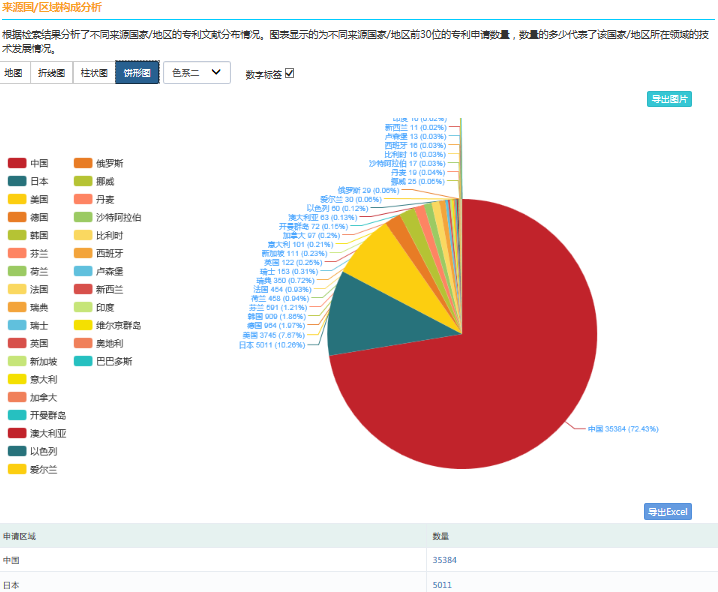 来源国/区域构成分析
根据检索结果分析了不同来源国家/地区的专利文献分布情况。图表显示的为不同来源国家/地区前30位的专利申请数量，数量的多少代表了该国家/地区所在领域的技
术发展情况。
地图 折线图 柱状图 饼形图 色系二 数字标签
导出图片
中国 俄罗斯
日本 挪威
美国 丹麦
德国 沙特阿拉伯
韩国 比利时
芬兰 西班牙
荷兰 卢森堡
法国 新西兰
瑞典 印度
瑞士 维尔京群岛
英国 奥地利
新加坡 巴巴多斯
意大利
加拿大
开曼群岛
澳大利亚
以色列
爱尔兰
印度 10 (0.02%)
新西兰 11 (0.02%)
卢森堡 13 (0.03%)
西班牙 16 (0.03%)
比利时 16 (0.03%)
沙特阿拉伯 17 (0.03%)
丹麦 19 (0.04%)
挪威 25 (0.05%)
俄罗斯 29 (0.06%)
爱尔兰 30 (0.06%)
以色列 60 (0.12%)
澳大利亚 63 (0.13%)
开曼群岛 72 (0.15%)
加拿大 97 (0.2%)
意大利 101 (0.21%)
新加坡 111 (0.23%)
英国 122 (0.25%)
瑞士 153 (0.31%)
瑞典 350 (0.72%)
法国 454 (0.93%)
荷兰 458 (0.94%)
芬兰 591 (1.21%)
韩国 909 (1.86%)
德国 964 (1.97%)
美国 3745 (7.67%)
日本 5011 (10.26%)
中国 35384 (72.43%)
导出Excel
申请区域 数量
中国 35384
日本 5011